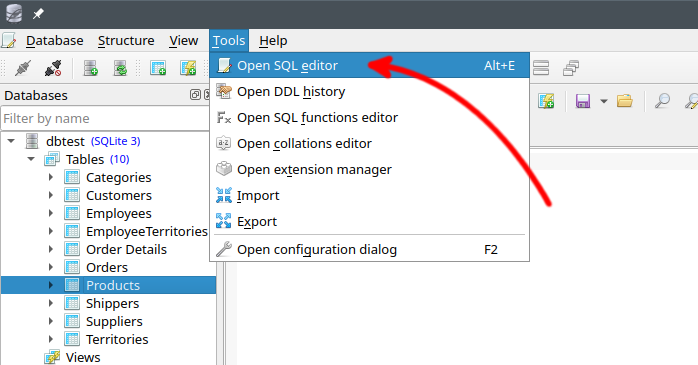 Database Structure View Tools Help
Open SQL editor Alt+E
Open DDL history
Open SQL functions editor
Open collations editor
Open extension manager
Import
Export
Open configuration dialog F2
Databases
Filter by name
dbtest (SQLite 3)
Tables (10)
Categories
Customers
Employees
EmployeeTerritories
Order Details
Orders
Products
Shippers
Suppliers
Territories
Views